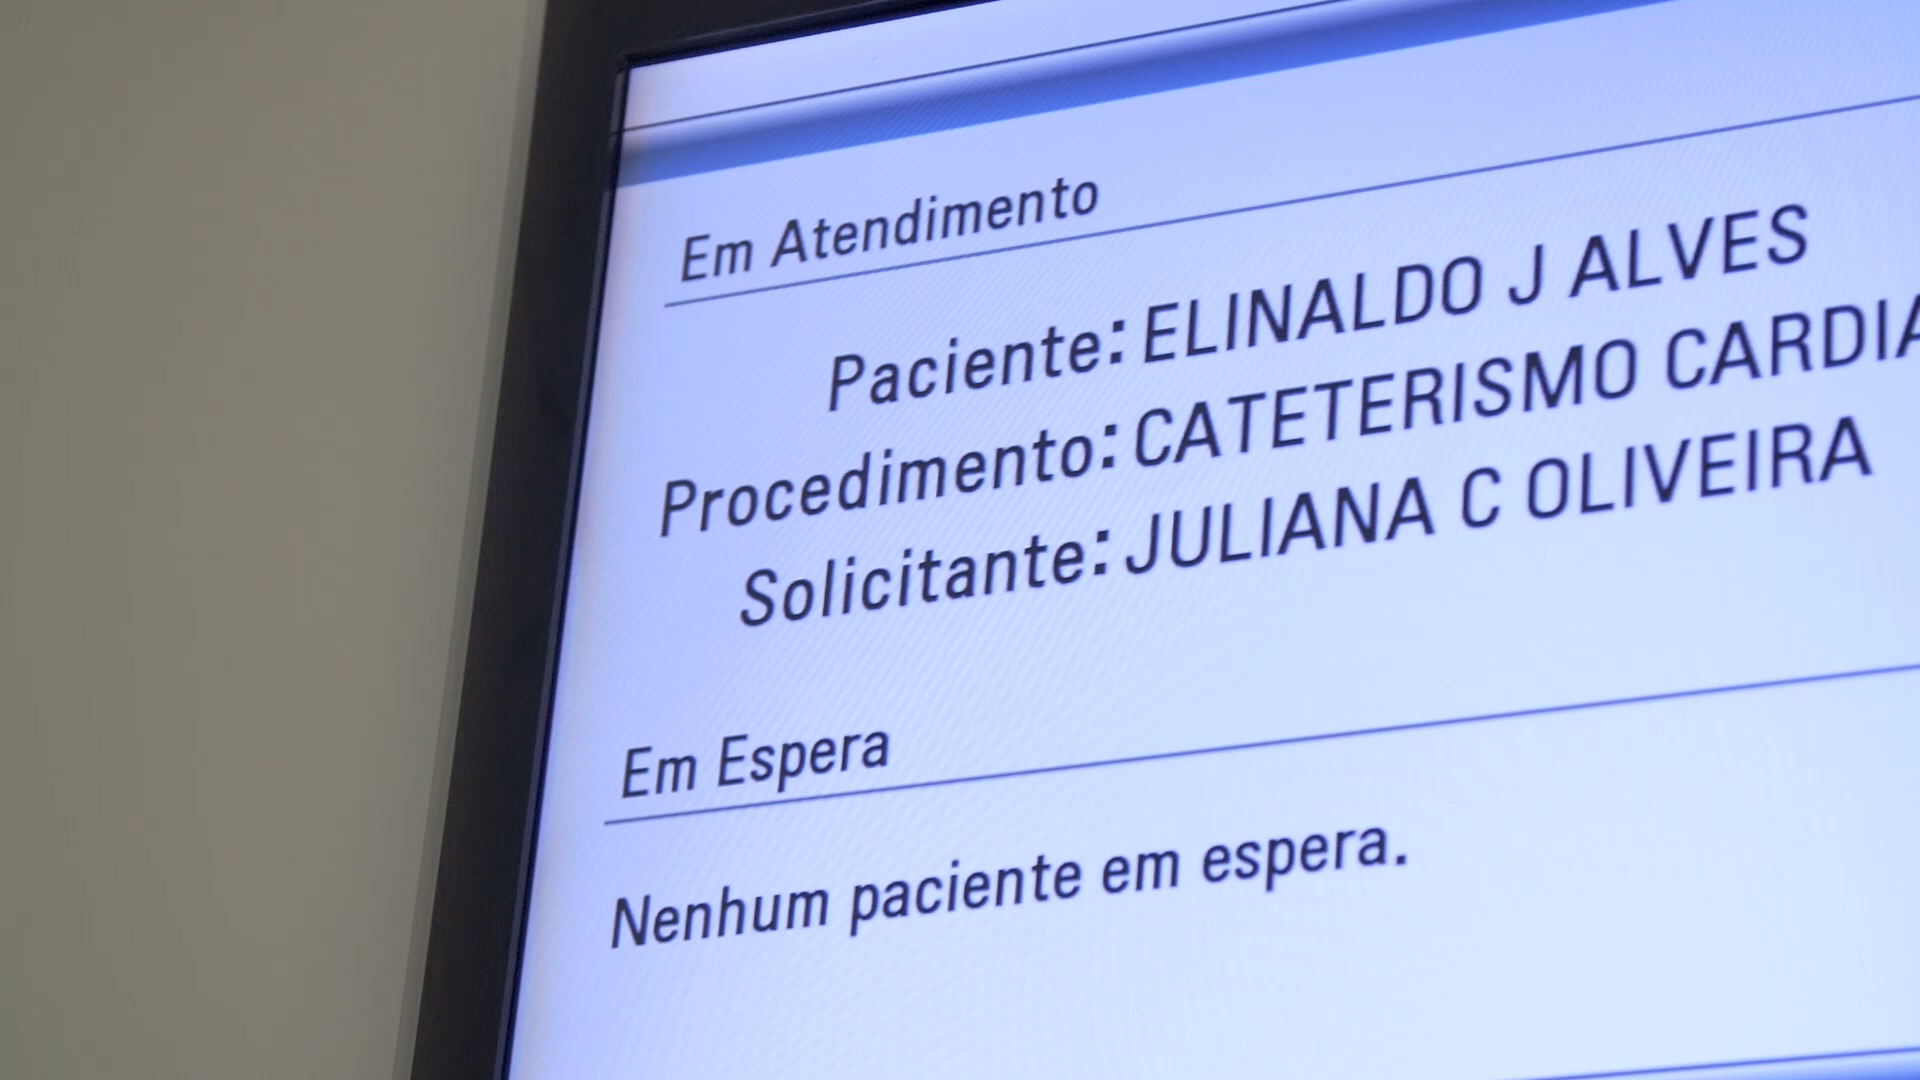 Em Atendimento
Paciente: ELINALDO J ALVES
Procedimento: CATETERISMO CARDIA
Solicitante: JULIANA C OLIVEIRA
Em Espera
Nenhum paciente em espera.